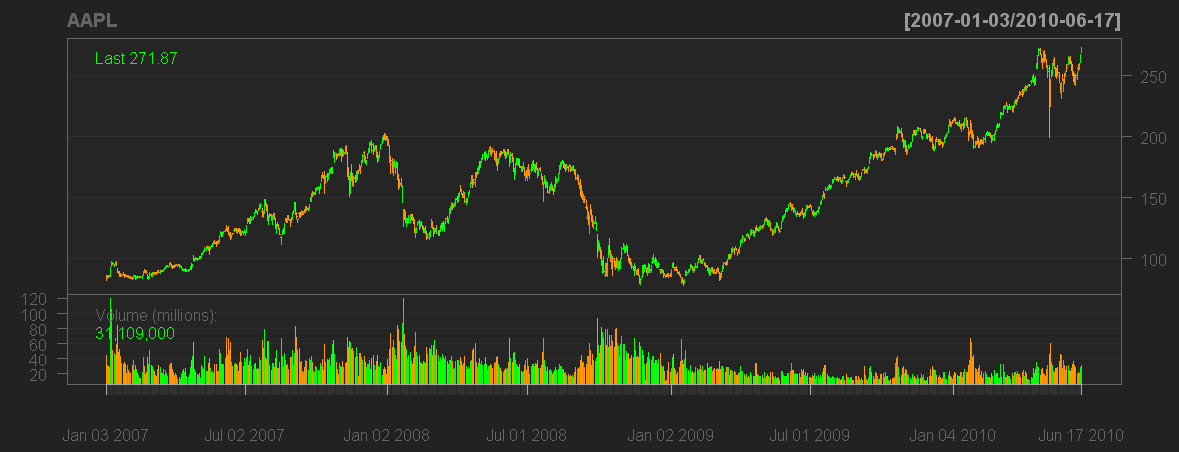 AAPL [2007-01-03/2010-06-17]
Last 271.87
250
200
150
100
120
100
80
60
40
20
Volume (millions):
31,109,000
Jan 03 2007 Jul 02 2007 Jan 02 2008 Jul 01 2008 Jan 02 2009 Jul 01 2009 Jan 04 2010 Jun 17 2010